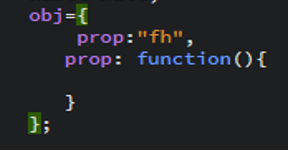 obj={
prop:"fh",
prop: function(){
}
};